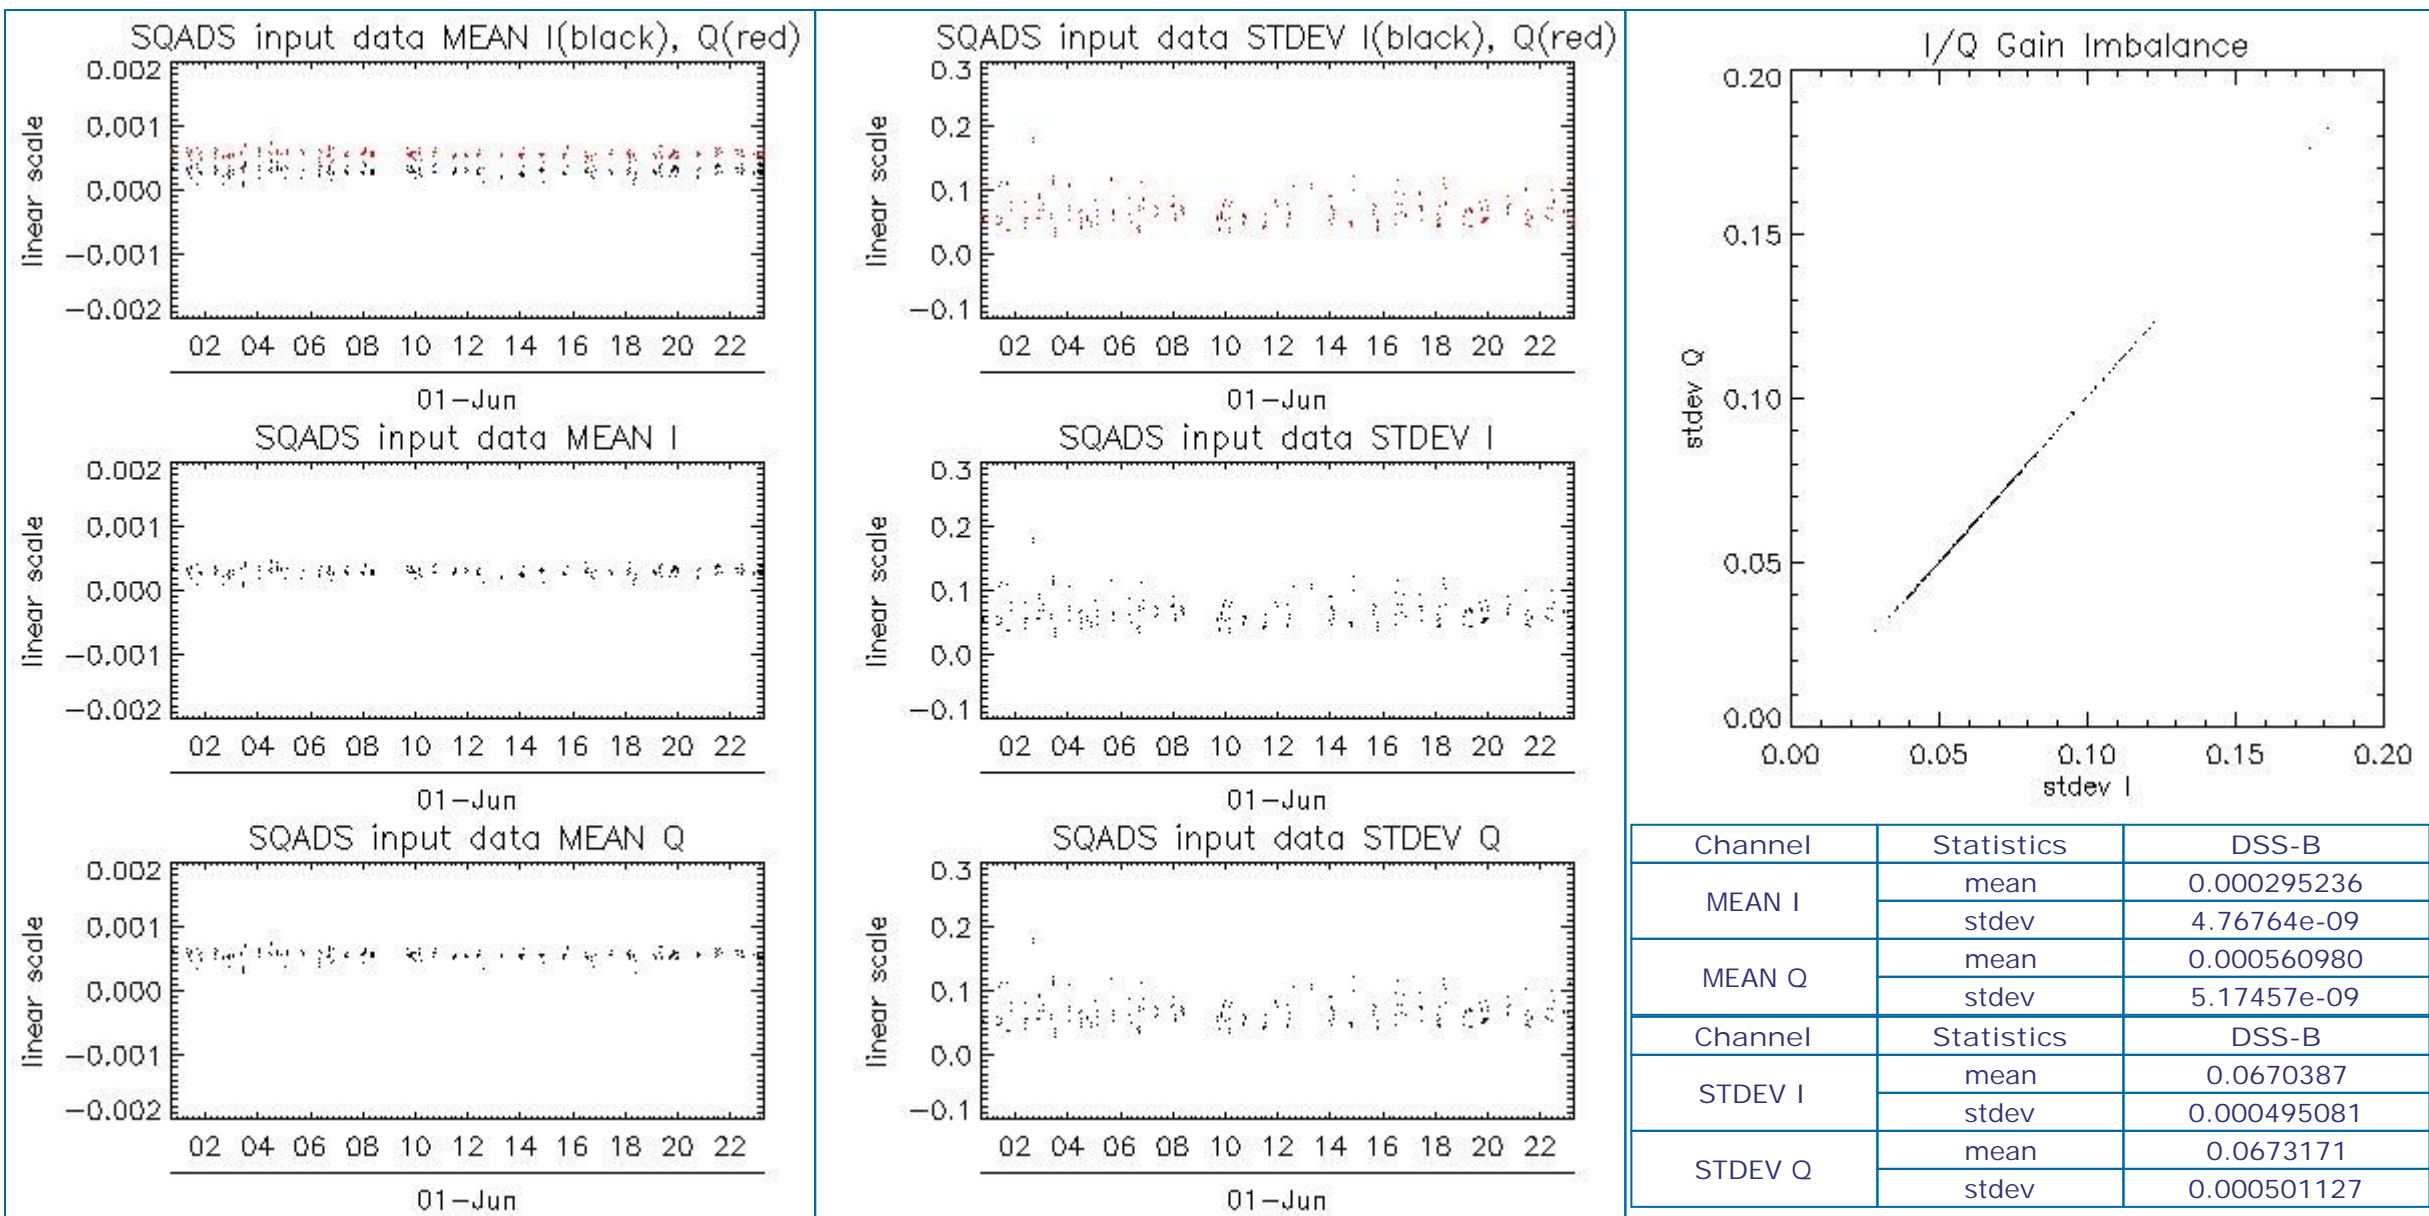 SQADS input data MEAN I(black), Q(red)
linear scale
0.002
0.001
0.000
−0.001
−0.002
02 04 06 08 10 12 14 16 18 20 22
01−Jun
SQADS input data MEAN I
linear scale
0.002
0.001
0.000
−0.001
−0.002
02 04 06 08 10 12 14 16 18 20 22
01−Jun
SQADS input data MEAN Q
linear scale
0.002
0.001
0.000
−0.001
−0.002
02 04 06 08 10 12 14 16 18 20 22
01−Jun
SQADS input data STDEV I(black), Q(red)
linear scale
0.3
0.2
0.1
0.0
−0.1
02 04 06 08 10 12 14 16 18 20 22
01−Jun
SQADS input data STDEV I
linear scale
0.3
0.2
0.1
0.0
−0.1
02 04 06 08 10 12 14 16 18 20 22
01−Jun
SQADS input data STDEV Q
linear scale
0.3
0.2
0.1
0.0
−0.1
02 04 06 08 10 12 14 16 18 20 22
01−Jun
I/Q Gain Imbalance
stdev Q
0.20
0.15
0.10
0.05
0.00
0.00 0.05 0.10 0.15 0.20
stdev I
Channel Statistics DSS-B
MEAN I mean 0.000295236
stdev 4.76764e-09
MEAN Q mean 0.000560980
stdev 5.17457e-09
Channel Statistics DSS-B
STDEV I mean 0.0670387
stdev 0.000495081
STDEV Q mean 0.0673171
stdev 0.000501127